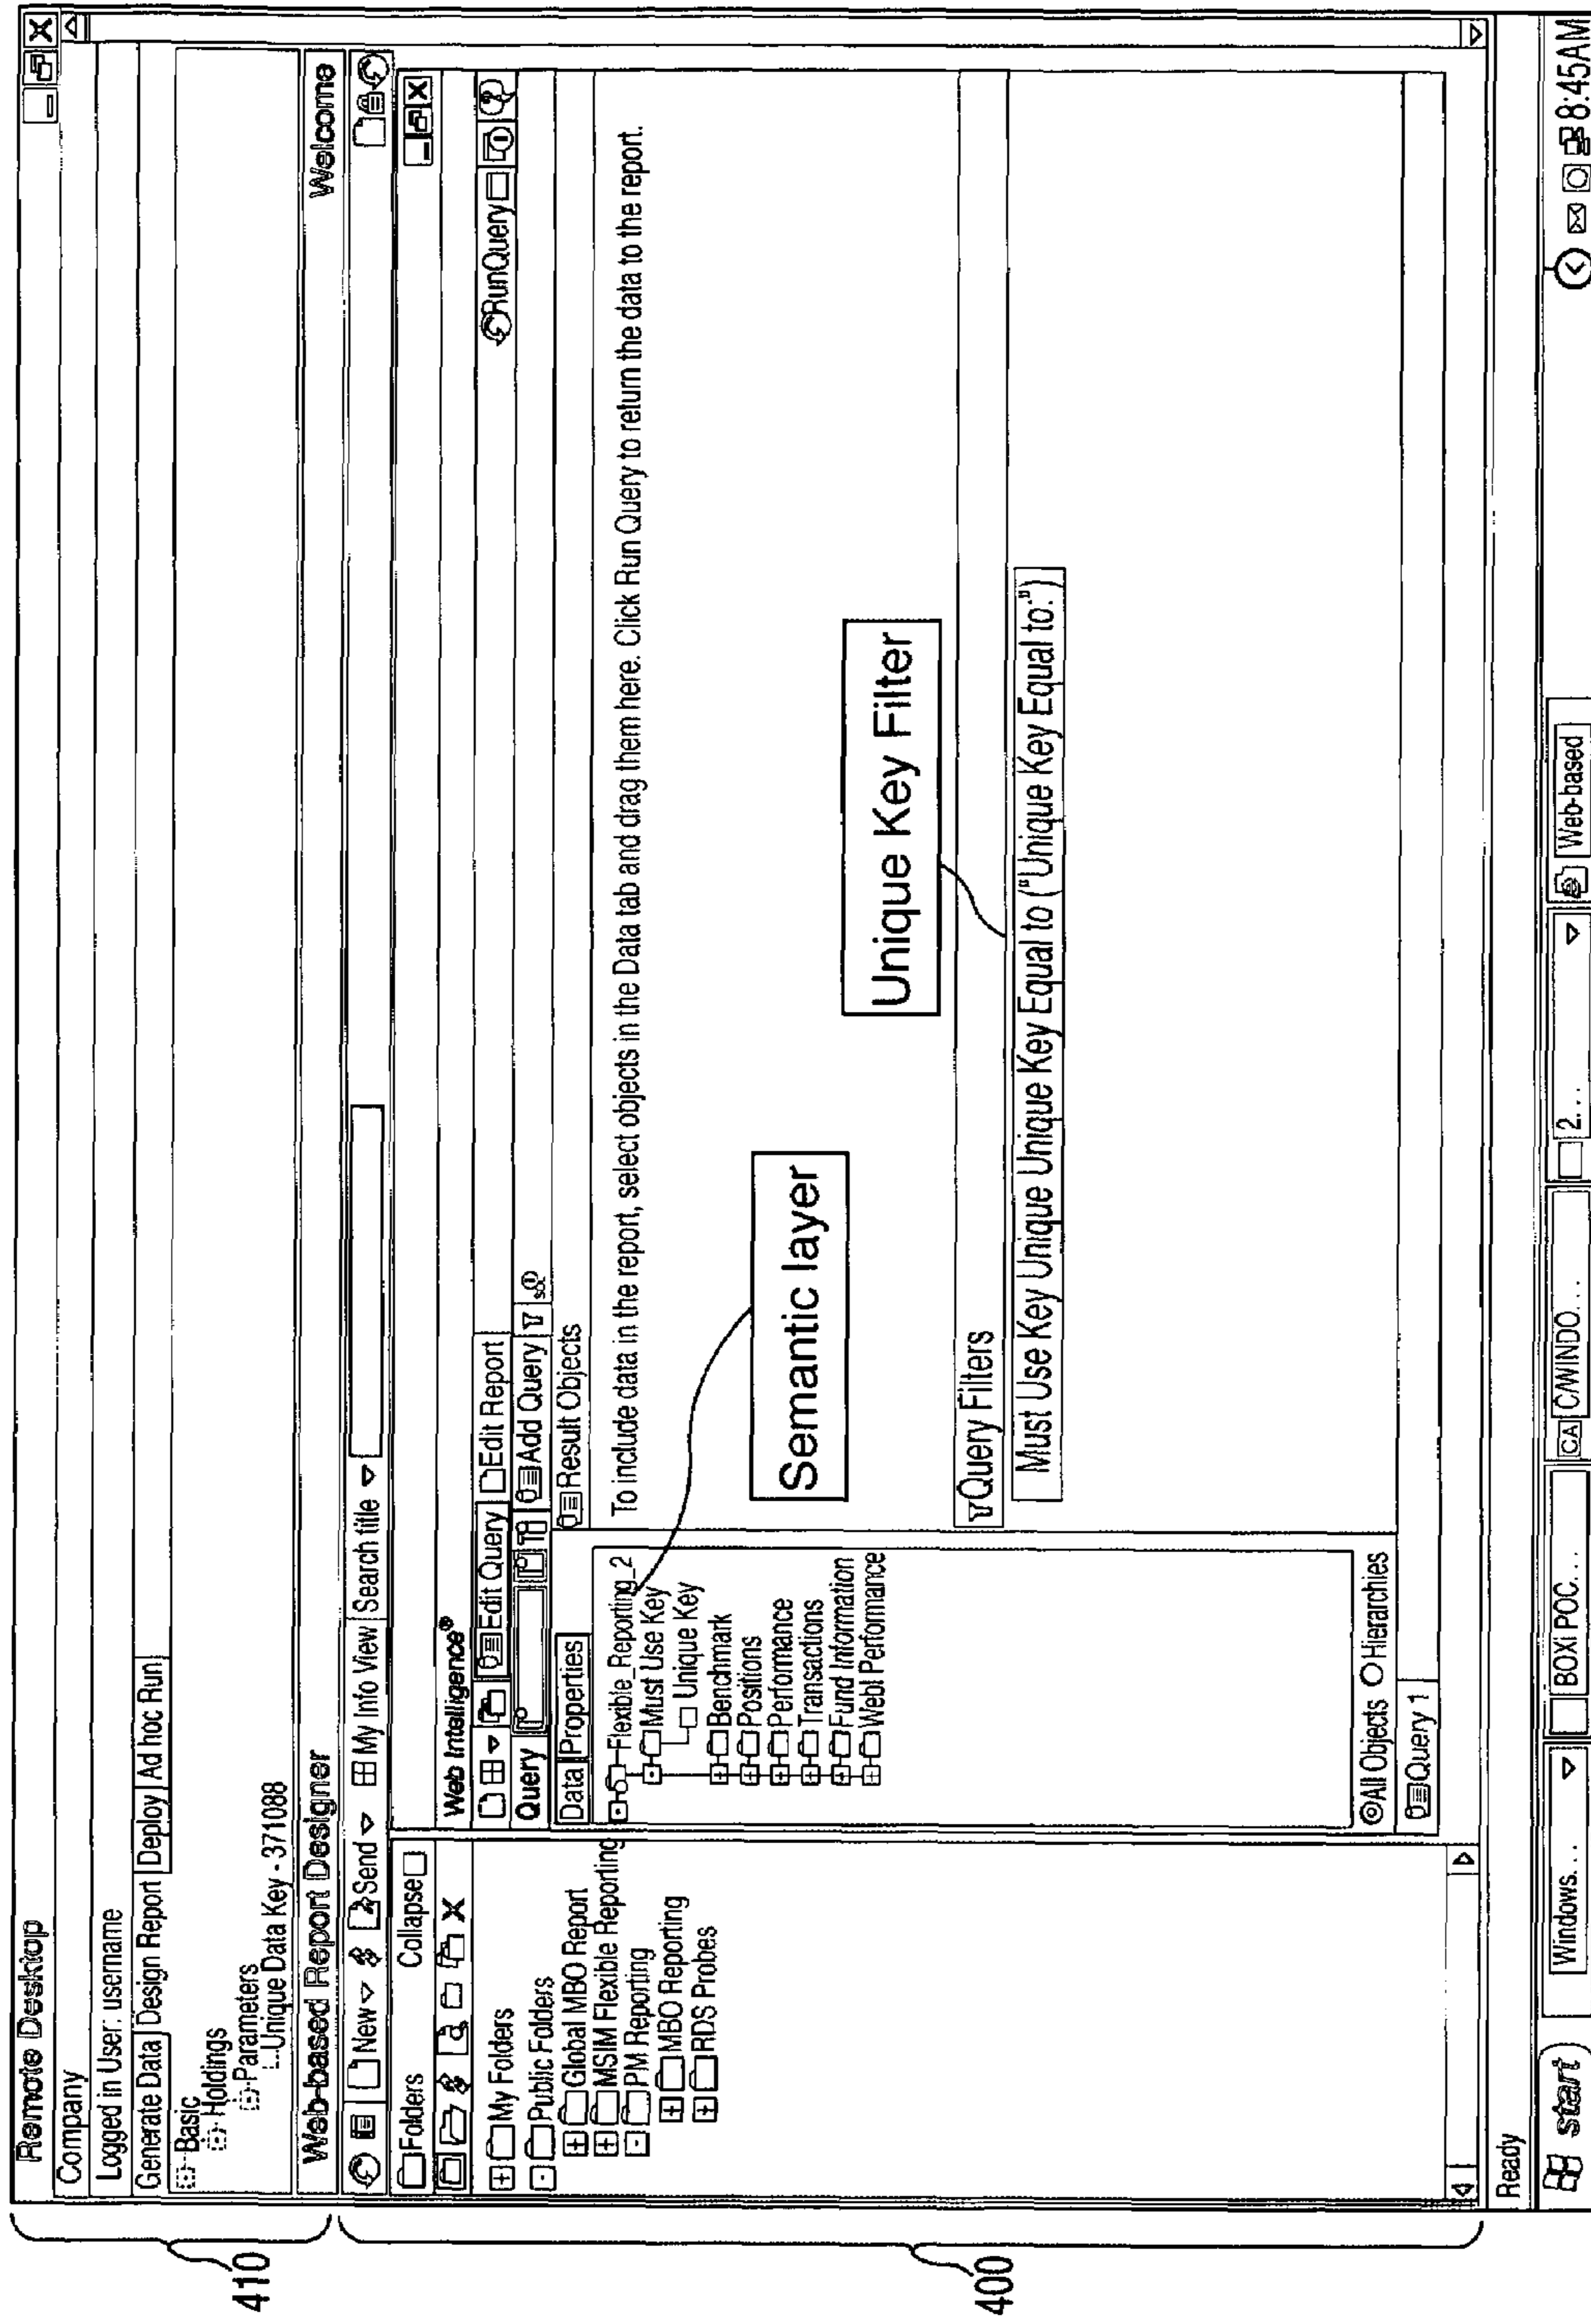 Remote Desktop
Company
Logged in User: username
Generate Data Design Report Deploy Ad hoc Run
Basic
Holdings
Parameters
Unique Data Key - 371088
410
Web-based Report Designer Welcome
New Send My Info View Search title
Folders Collapse
My Folders
Public Folders
Global MBO Report
MSIM Flexible Reporting
PM Reporting
MBO Reporting
RDS Probes
Web Intelligence®
Edit Query Edit Report RunQuery
Query Add Query SQL
Data Properties
Flexible_Reporting_2
Must Use Key
Unique Key
Benchmark
Positions
Performance
Transactions
Fund Information
WebI Performance
All Objects Hierarchies
Query 1
Result Objects
To include data in the report, select objects in the Data tab and drag them here. Click Run Query to return the data to the report.
Semantic layer
Unique Key Filter
Query Filters
Must Use Key Unique Unique Key Equal to ("Unique Key Equal to:")
400
Ready
start Windows... BOXi POC... CA C/WINDO... 2... Web-based 8:45AM